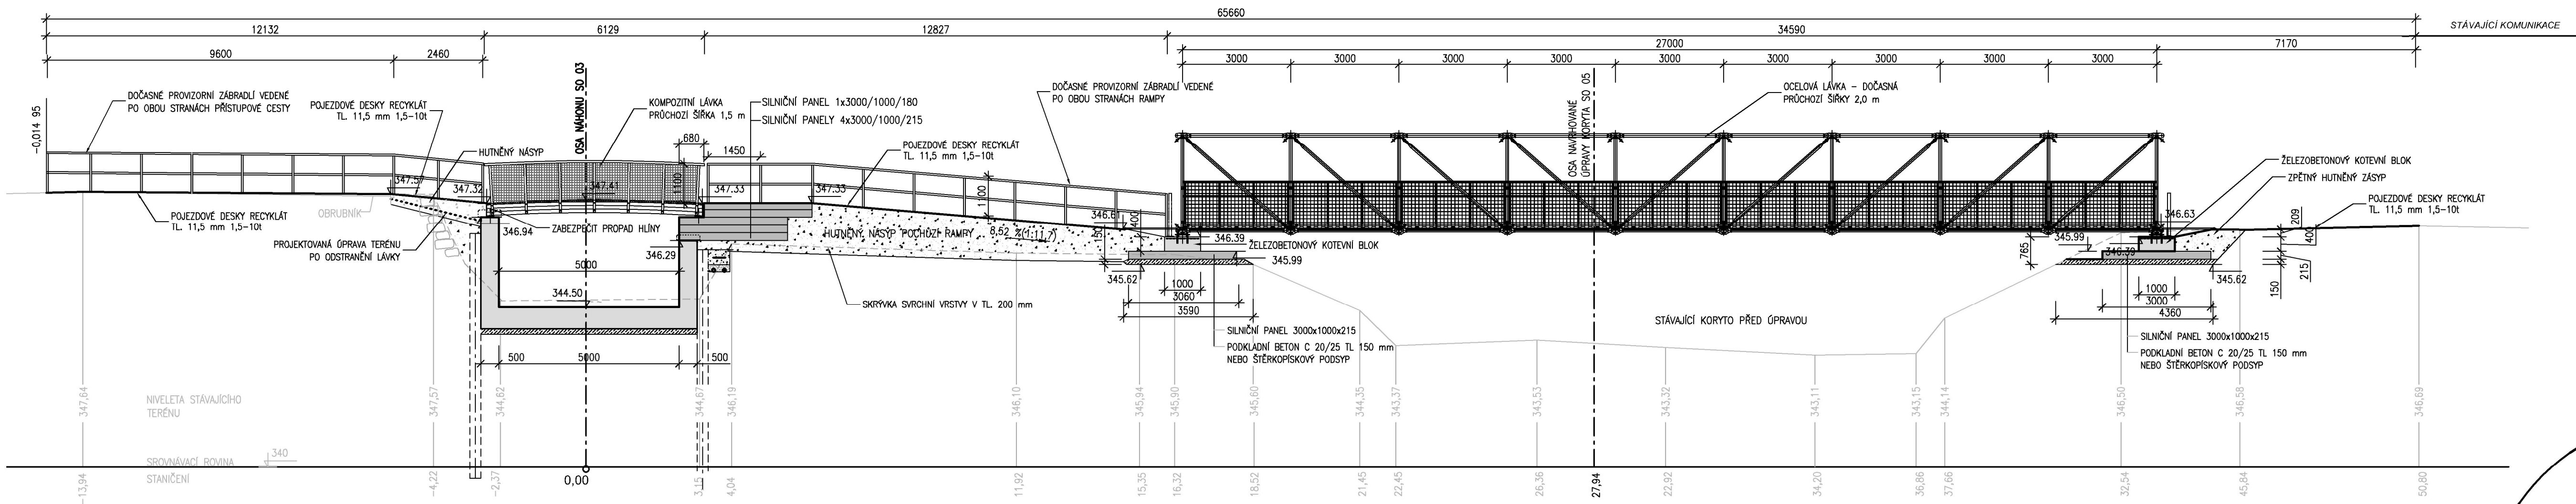 65660
STÁVAJÍCÍ KOMUNIKACE
12132
6129
12827
34590
9600
2460
27000
7170
3000
3000
3000
3000
3000
3000
3000
3000
3000
-0,014 95
DOČASNÉ PROVIZORNÍ ZÁBRADLÍ VEDENÉ
PO OBOU STRANÁCH PŘÍSTUPOVÉ CESTY
POJEZDOVÉ DESKY RECYKLÁT
TL. 11,5 mm 1,5-10t
HUTNĚNÝ NÁSYP
OSA NÁHONU SO 03
KOMPOZITNÍ LÁVKA
PRŮCHOZÍ ŠÍŘKA 1,5 m
SILNIČNÍ PANEL 1x3000/1000/180
SILNIČNÍ PANELY 4x3000/1000/215
680
1450
POJEZDOVÉ DESKY RECYKLÁT
TL. 11,5 mm 1,5-10t
DOČASNÉ PROVIZORNÍ ZÁBRADLÍ VEDENÉ
PO OBOU STRANÁCH RAMPY
OSA NAVRHOVANÉ
ÚPRAVY KORYTA SO 05
OCELOVÁ LÁVKA - DOČASNÁ
PRŮCHOZÍ ŠÍŘKY 2,0 m
ŽELEZOBETONOVÝ KOTEVNÍ BLOK
ZPĚTNÝ HUTNĚNÝ ZÁSYP
POJEZDOVÉ DESKY RECYKLÁT
TL. 11,5 mm 1,5-10t
347.57
347.32
347.41
1100
347.33
347.33
1100
346.61
400
150
346.63
209
400
215
150
POJEZDOVÉ DESKY RECYKLÁT
TL. 11,5 mm 1,5-10t
OBRUBNÍK
PROJEKTOVANÁ ÚPRAVA TERÉNU
PO ODSTRANĚNÍ LÁVKY
346.94
ZABEZPEČIT PROPAD HLÍNY
HUTNĚNÝ NÁSYP POCHŮZÍ RAMPY
8,52 %(1:11,7)
346.39
ŽELEZOBETONOVÝ KOTEVNÍ BLOK
345.99
346.29
5000
344.50
345.62
1000
3060
3590
SKRÝVKA SVRCHNÍ VRSTVY V TL. 200 mm
765
345.99
346.39
345.62
1000
3000
4360
STÁVAJÍCÍ KORYTO PŘED ÚPRAVOU
SILNIČNÍ PANEL 3000x1000x215
PODKLADNÍ BETON C 20/25 TL 150 mm
NEBO ŠTĚRKOPÍSKOVÝ PODSYP
SILNIČNÍ PANEL 3000x1000x215
PODKLADNÍ BETON C 20/25 TL 150 mm
NEBO ŠTĚRKOPÍSKOVÝ PODSYP
500
5000
500
NIVELETA STÁVAJÍCÍHO
TERÉNU
347,64
347,57
344,62
344,67
346,19
346,10
345,94
345,90
345,60
344,35
343,37
343,53
343,32
343,11
343,15
344,14
346,50
346,58
346,69
SROVNÁVACÍ ROVINA
340
STANIČENÍ
-13,94
-4,22
-2,37
0,00
3,15
4,04
11,92
15,35
16,32
18,52
21,45
22,45
26,36
27,94
22,92
34,20
36,86
37,66
32,54
45,84
50,80